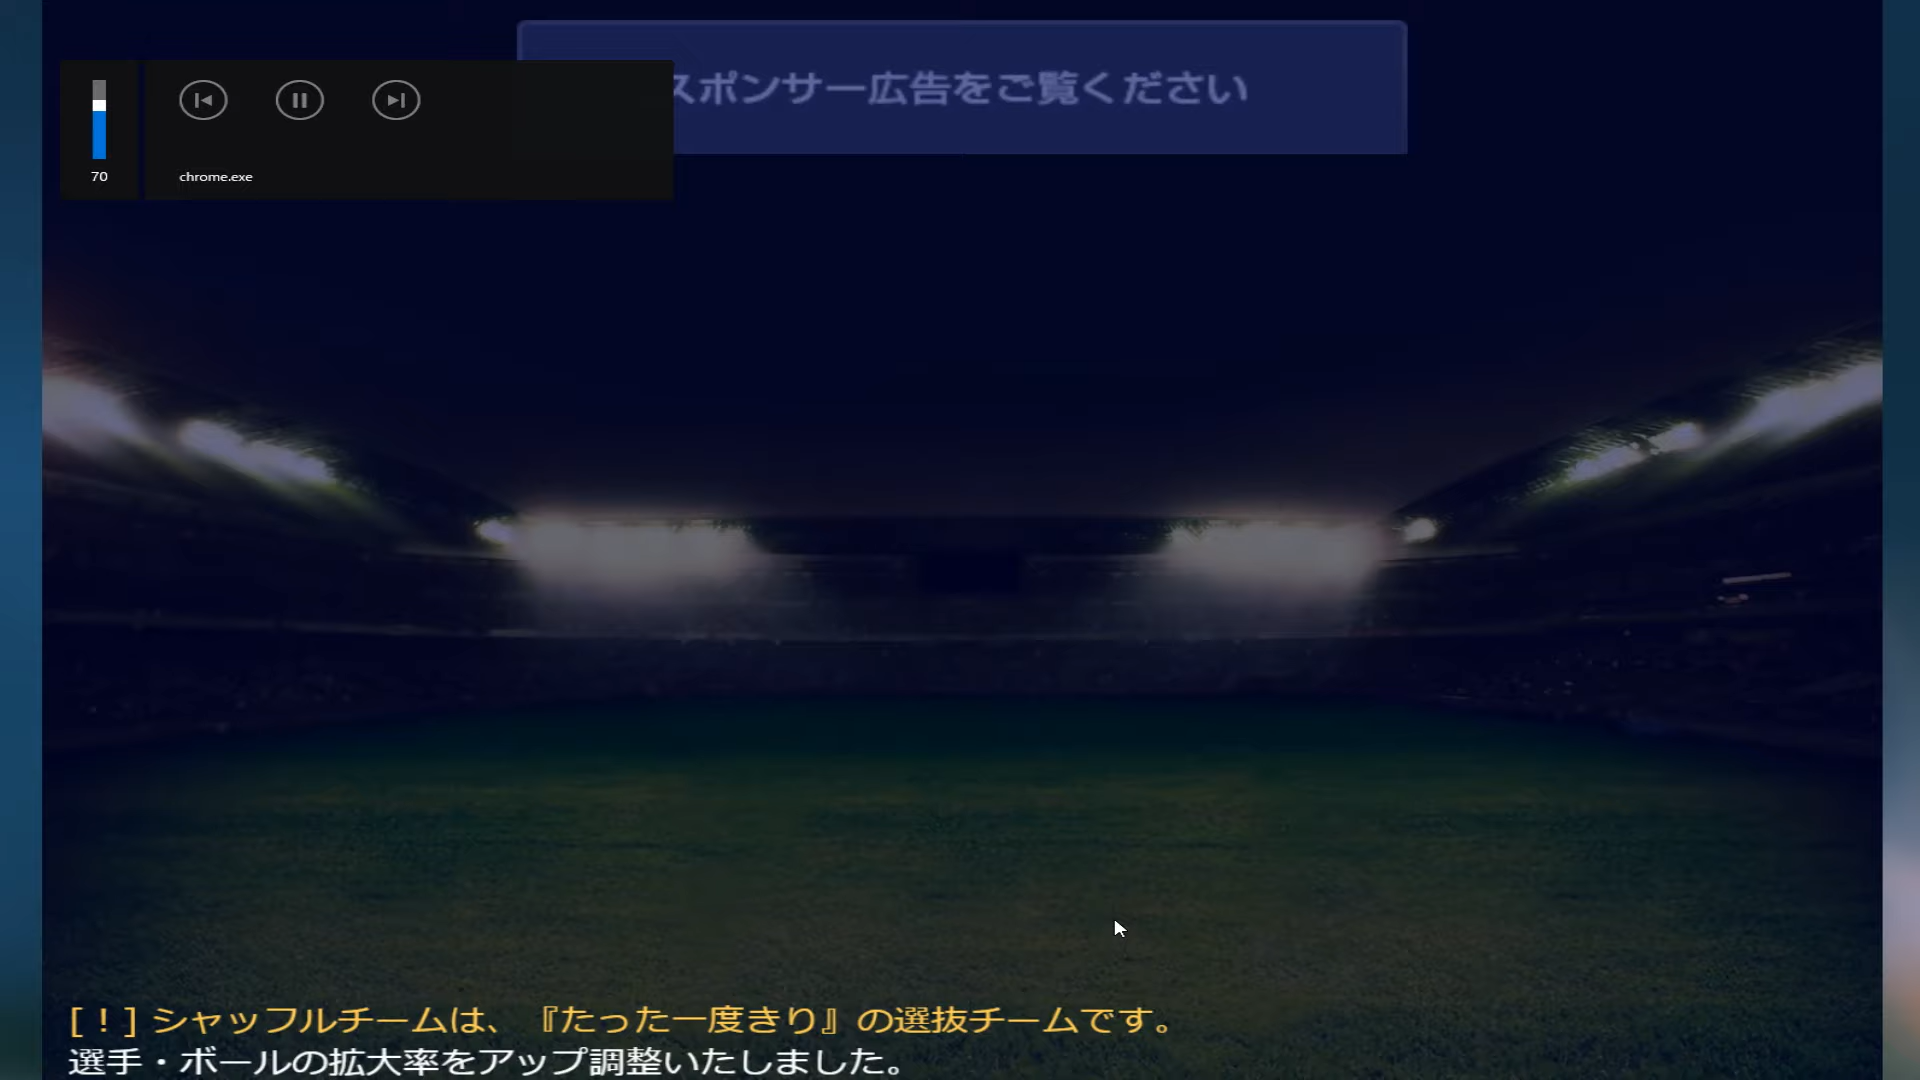 スポンサー広告をご覧ください
70
chrome.exe
[！] シャッフルチームは、『たった一度きり』の選抜チームです。
選手・ボールの拡大率をアップ調整いたしました。